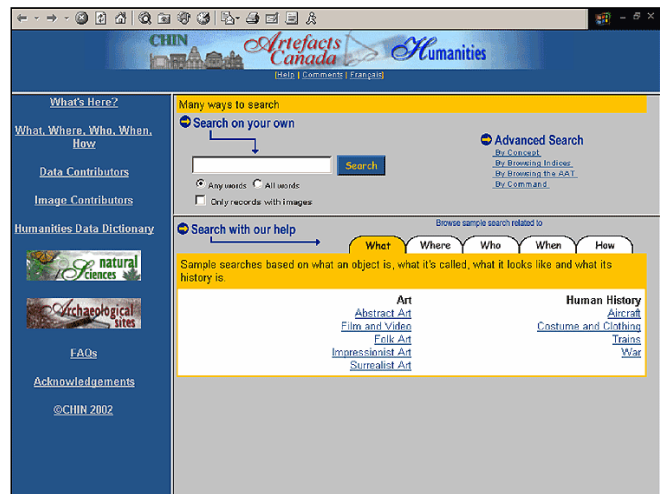 CHIN
Artefacts
Canada
Humanities
[Help | Comments | Français]
What's Here?
What, Where, Who, When,
How
Data Contributors
Image Contributors
Humanities Data Dictionary
natural
Sciences
Archaeological
sites
FAQs
Acknowledgements
©CHIN 2002
Many ways to search
Search on your own
Search
Any words All words
Only records with images
Advanced Search
By Concept
By Browsing Indices
By Browsing the AAT
By Command
Search with our help
Browse sample search related to
What Where Who When How
Sample searches based on what an object is, what it's called, what it looks like and what its
history is.
Art
Abstract Art
Film and Video
Folk Art
Impressionist Art
Surrealist Art
Human History
Aircraft
Costume and Clothing
Trains
War